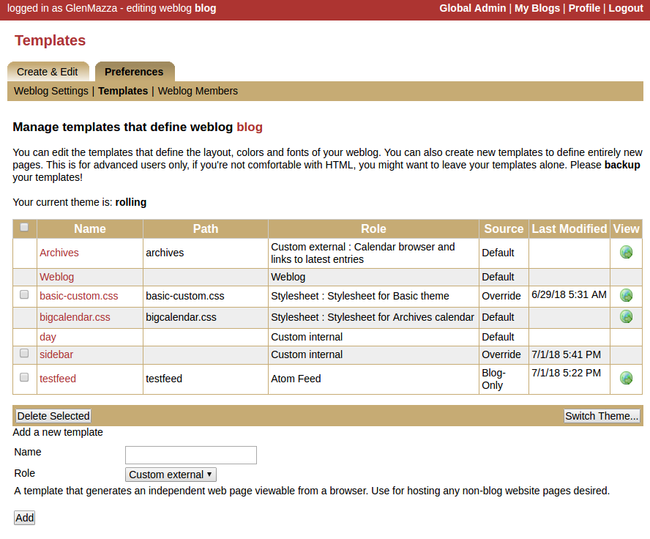 logged in as GlenMazza - editing weblog blog
Global Admin | My Blogs | Profile | Logout
Templates
Create & Edit
Preferences
Weblog Settings | Templates | Weblog Members
Manage templates that define weblog blog
You can edit the templates that define the layout, colors and fonts of your weblog. You can also create new templates to define entirely new
pages. This is for advanced users only, if you're not comfortable with HTML, you might want to leave your templates alone. Please backup
your templates!
Your current theme is: rolling
Name Path Role Source Last Modified View
Archives archives Custom external : Calendar browser and Default
links to latest entries
Weblog Weblog Default
basic-custom.css basic-custom.css Stylesheet : Stylesheet for Basic theme Override 6/29/18 5:31 AM
bigcalendar.css bigcalendar.css Stylesheet : Stylesheet for Archives calendar Default
day Custom internal Default
sidebar Custom internal Override 7/1/18 5:41 PM
testfeed testfeed Atom Feed Blog- 7/1/18 5:22 PM
Only
Delete Selected Switch Theme...
Add a new template
Name
Role Custom external
A template that generates an independent web page viewable from a browser. Use for hosting any non-blog website pages desired.
Add